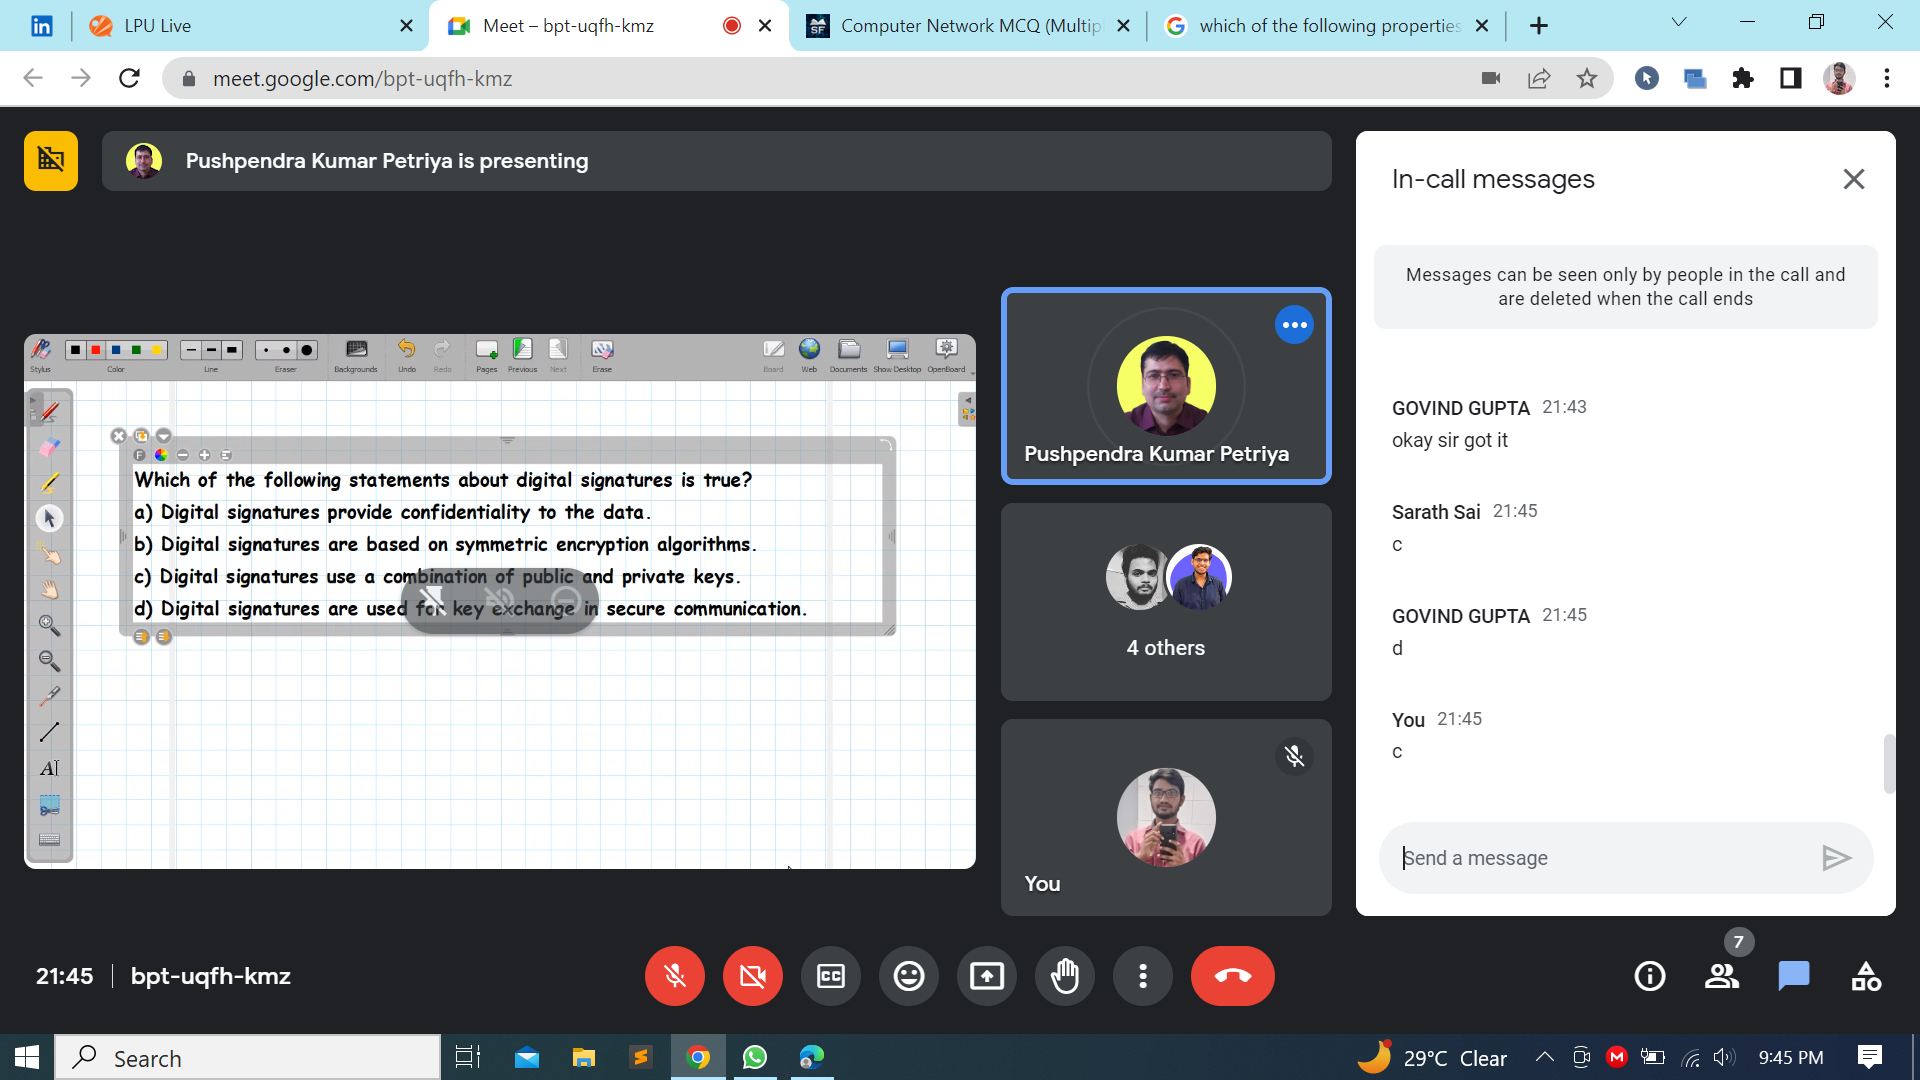 LPU Live
Meet – bpt-uqfh-kmz
Computer Network MCQ (Multip
which of the following properties
meet.google.com/bpt-uqfh-kmz
Pushpendra Kumar Petriya is presenting
Stylus
Color
Line
Eraser
Backgrounds
Undo
Redo
Pages
Previous
Next
Erase
Board
Web
Documents
Show Desktop
OpenBoard
Which of the following statements about digital signatures is true?
a) Digital signatures provide confidentiality to the data.
b) Digital signatures are based on symmetric encryption algorithms.
c) Digital signatures use a combination of public and private keys.
d) Digital signatures are used for key exchange in secure communication.
Pushpendra Kumar Petriya
4 others
You
In-call messages
Messages can be seen only by people in the call and
are deleted when the call ends
GOVIND GUPTA 21:43
okay sir got it
Sarath Sai 21:45
c
GOVIND GUPTA 21:45
d
You 21:45
c
Send a message
21:45 | bpt-uqfh-kmz
7
Search
29°C Clear
9:45 PM